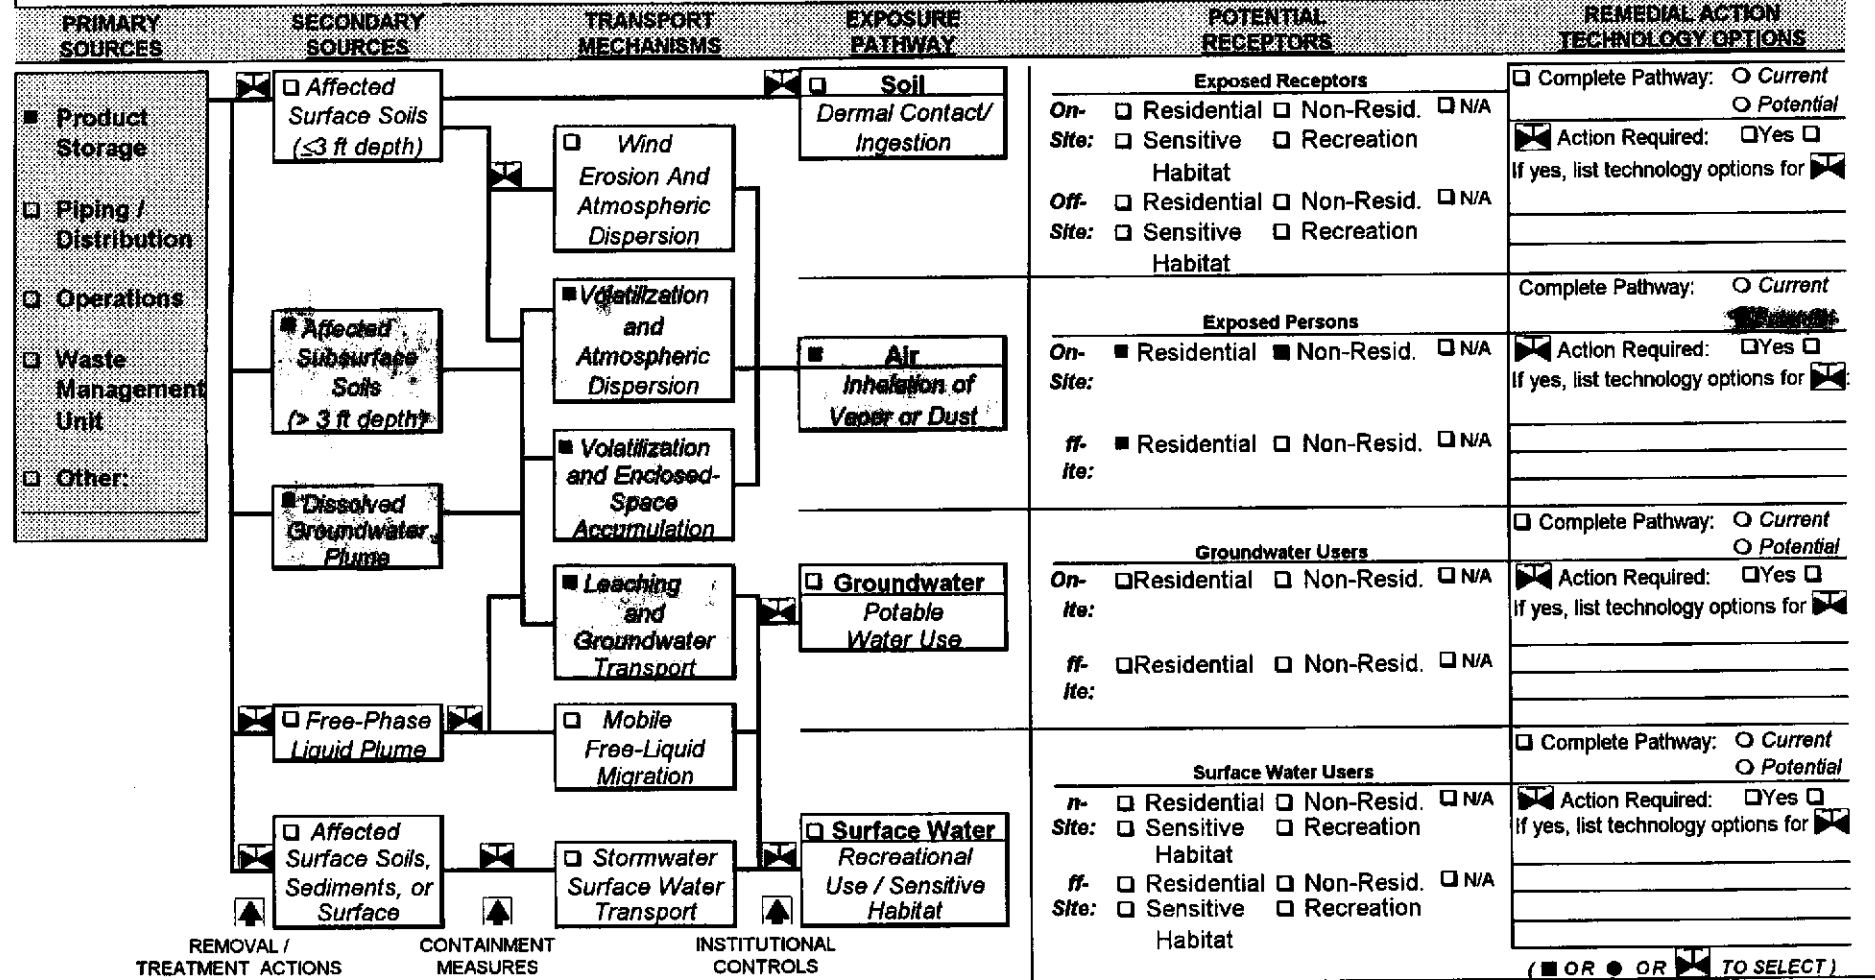 PRIMARY
SOURCES
SECONDARY
SOURCES
TRANSPORT
MECHANISMS
EXPOSURE
PATHWAY
POTENTIAL
RECEPTORS
REMEDIAL ACTION
TECHNOLOGY OPTIONS
■ Product
Storage
□ Piping /
Distribution
□ Operations
□ Waste
Management
Unit
□ Other:
□ Affected
Surface Soils
(≤3 ft depth)
■ Affected
Subsurface
Soils
(> 3 ft depth)
■ Dissolved
Groundwater
Plume
□ Free-Phase
Liquid Plume
□ Affected
Surface Soils,
Sediments, or
Surface
□ Wind
Erosion And
Atmospheric
Dispersion
■ Volatilization
and
Atmospheric
Dispersion
■ Volatilization
and Enclosed-
Space
Accumulation
■ Leaching
and
Groundwater
Transport
□ Mobile
Free-Liquid
Migration
□ Stormwater
Surface Water
Transport
□ Soil
Dermal Contact/
Ingestion
■ Air
Inhalation of
Vapor or Dust
□ Groundwater
Potable
Water Use
□ Surface Water
Recreational
Use / Sensitive
Habitat
Exposed Receptors
On- □ Residential □ Non-Resid. □ N/A
Site: □ Sensitive □ Recreation
Habitat
Off- □ Residential □ Non-Resid. □ N/A
Site: □ Sensitive □ Recreation
Habitat
□ Complete Pathway: ○ Current
○ Potential
Action Required: □Yes □
If yes, list technology options for
Exposed Persons
On- ■ Residential ■ Non-Resid. □ N/A
Site:
ff- ■ Residential □ Non-Resid. □ N/A
ite:
Complete Pathway: ○ Current
Action Required: □Yes □
If yes, list technology options for :
Groundwater Users
On- □Residential □ Non-Resid. □ N/A
ite:
ff- □Residential □ Non-Resid. □ N/A
ite:
□ Complete Pathway: ○ Current
○ Potential
Action Required: □Yes □
If yes, list technology options for
Surface Water Users
n- □ Residential □ Non-Resid. □ N/A
Site: □ Sensitive □ Recreation
Habitat
ff- □ Residential □ Non-Resid. □ N/A
Site: □ Sensitive □ Recreation
Habitat
□ Complete Pathway: ○ Current
○ Potential
Action Required: □Yes □
If yes, list technology options for
REMOVAL /
TREATMENT ACTIONS
CONTAINMENT
MEASURES
INSTITUTIONAL
CONTROLS
( ■ OR ● OR TO SELECT )